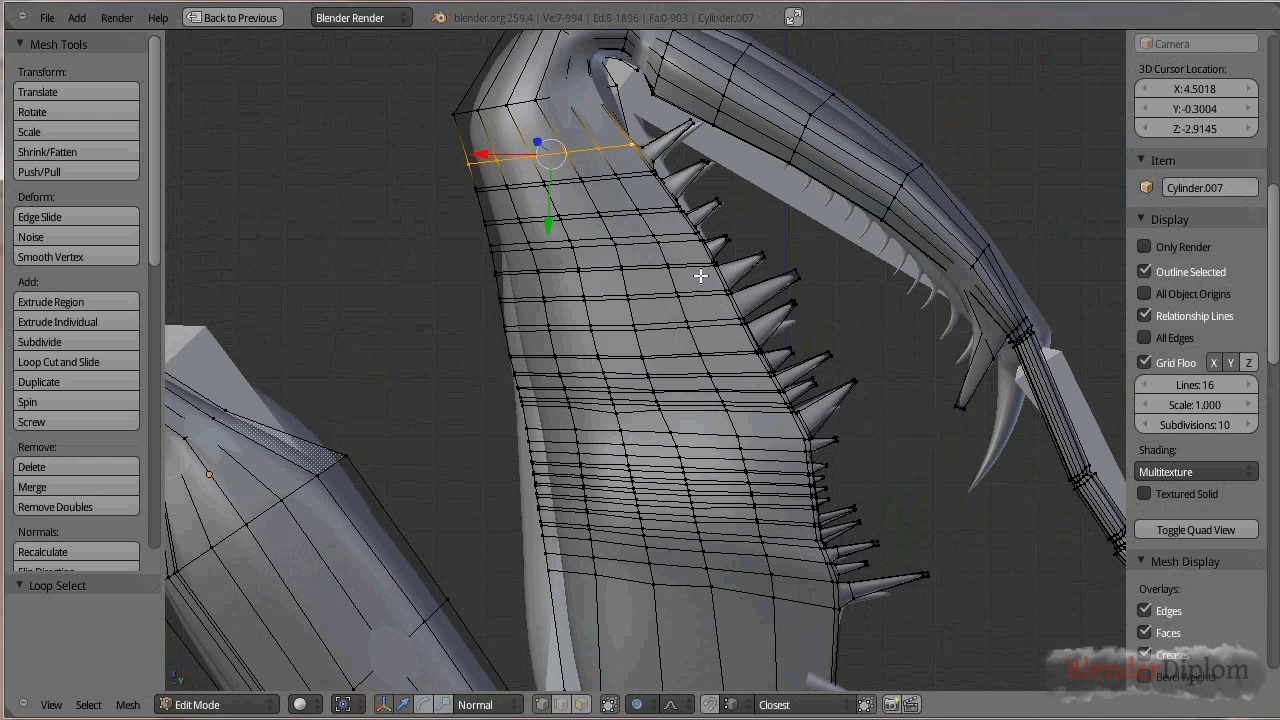 File Add Render Help Back to Previous Blender Render blender.org 259.4 | Ve:7-994 | Ed:6-1896 | Fa:0-903 | Cylinder.007
Mesh Tools
Transform:
Translate
Rotate
Scale
Shrink/Fatten
Push/Pull
Deform:
Edge Slide
Noise
Smooth Vertex
Add:
Extrude Region
Extrude Individual
Subdivide
Loop Cut and Slide
Duplicate
Spin
Screw
Remove:
Delete
Merge
Remove Doubles
Normals:
Recalculate
Flip Direction
Loop Select
Camera
3D Cursor Location:
X: 4.5018
Y: -0.3004
Z: -2.9145
Item
Cylinder.007
Display
Only Render
Outline Selected
All Object Origins
Relationship Lines
All Edges
Grid Floo X Y Z
Lines: 16
Scale: 1.000
Subdivisions: 10
Shading:
Multitexture
Textured Solid
Toggle Quad View
Mesh Display
Overlays:
Edges
Faces
Creases
Bevel Weights
BlenderDiplom
y
View Select Mesh Edit Mode Normal Closest